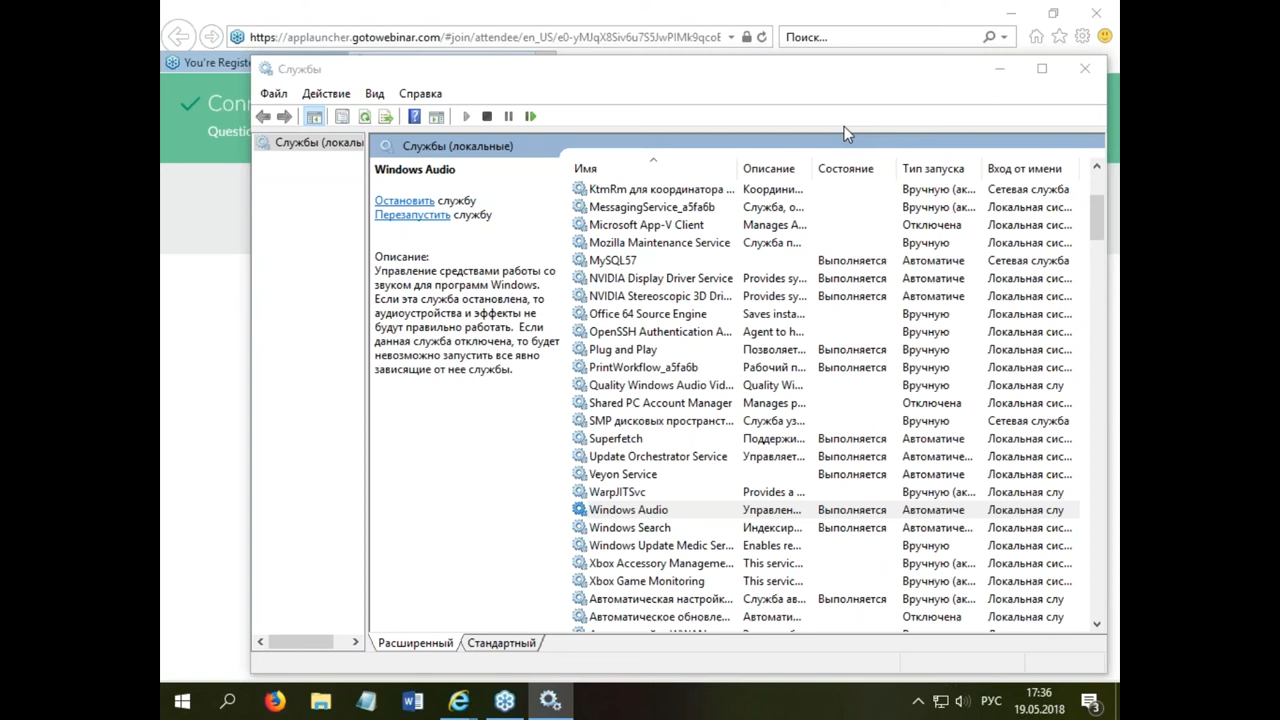 https://applauncher.gotowebinar.com/#join/attendee/en_US/
Поиск...
You're Registe
Службы
Con
Questio
Файл Действие Вид Справка
Службы (локаль
Службы (локальные)
Windows Audio
Остановить службу
Перезапустить службу
Описание:
Управление средствами работы со
звуком для программ Windows.
Если эта служба остановлена, то
аудиоустройства и эффекты не
будут правильно работать. Если
данная служба отключена, то будет
невозможно запустить все явно
зависящие от нее службы.
Имя Описание Состояние Тип запуска Вход от имени
KtmRm для координатора ... Координи... Вручную (ак... Сетевая служба
MessagingService_a5fa6b Служба, о... Вручную (ак... Локальная сис...
Microsoft App-V Client Manages A... Отключена Локальная сис...
Mozilla Maintenance Service Служба п... Вручную Локальная сис...
MySQL57 Выполняется Автоматиче Сетевая служба
NVIDIA Display Driver Service Provides sy... Выполняется Автоматиче Локальная сис...
NVIDIA Stereoscopic 3D Dri... Provides sy... Выполняется Автоматиче Локальная сис...
Office 64 Source Engine Saves insta... Вручную Локальная сис...
OpenSSH Authentication A... Agent to h... Вручную Локальная сис...
Plug and Play Позволяет... Выполняется Вручную Локальная сис...
PrintWorkflow_a5fa6b Рабочий п... Выполняется Вручную Локальная сис...
Quality Windows Audio Vid... Quality Wi... Вручную Локальная слу
Shared PC Account Manager Manages p... Отключена Локальная сис...
SMP дисковых пространст... Служба уз... Вручную Сетевая служба
Superfetch Поддержи... Выполняется Автоматиче Локальная сис...
Update Orchestrator Service Управляет... Выполняется Автоматиче... Локальная сис...
Veyon Service Выполняется Автоматиче Локальная сис...
WarpJITSvc Provides a ... Вручную (ак... Локальная слу
Windows Audio Управлен... Выполняется Автоматиче Локальная слу
Windows Search Индексир... Выполняется Автоматиче... Локальная сис...
Windows Update Medic Ser... Enables re... Вручную Локальная сис...
Xbox Accessory Manageme... This servic... Вручную (ак... Локальная сис...
Xbox Game Monitoring This servic... Вручную (ак... Локальная сис...
Автоматическая настройк... Служба ав... Выполняется Вручную (ак... Локальная слу
Автоматическое обновле... Автомати... Отключена Локальная слу
Расширенный Стандартный
РУС
17:36
19.05.2018
3